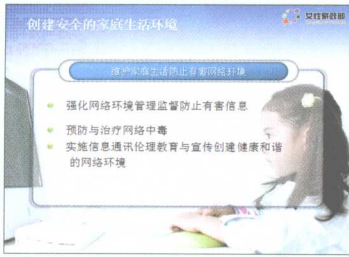 创建安全的家庭生活环境
女性家政部
维护家庭生活防止有害网络环境
强化网络环境管理监督防止有害信息
预防与治疗网络中毒
实施信息通讯伦理教育与宣传创建健康和谐
的网络环境